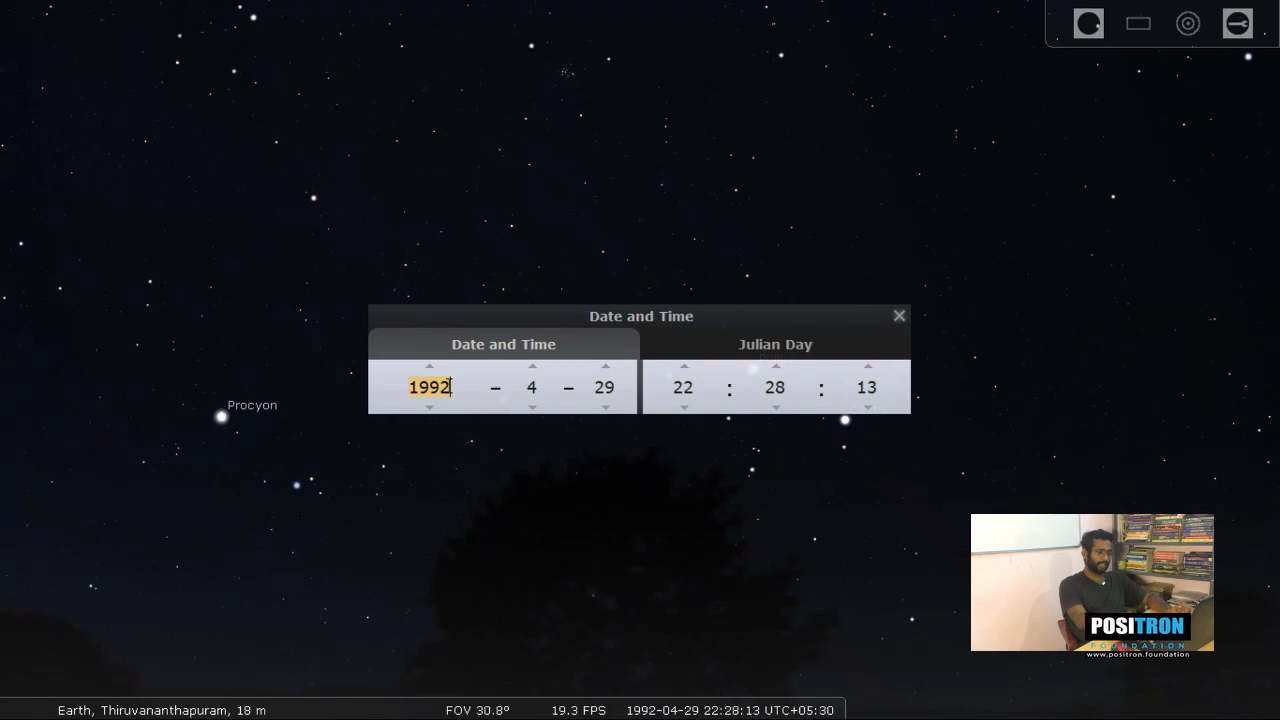 Date and Time
Date and Time
Julian Day
1992 – 4 – 29
22 : 28 : 13
Procyon
POSITRON
FOUNDATION
www.positron.foundation
Earth, Thiruvananthapuram, 18 m
FOV 30.8°
19.3 FPS
1992-04-29 22:28:13 UTC+05:30